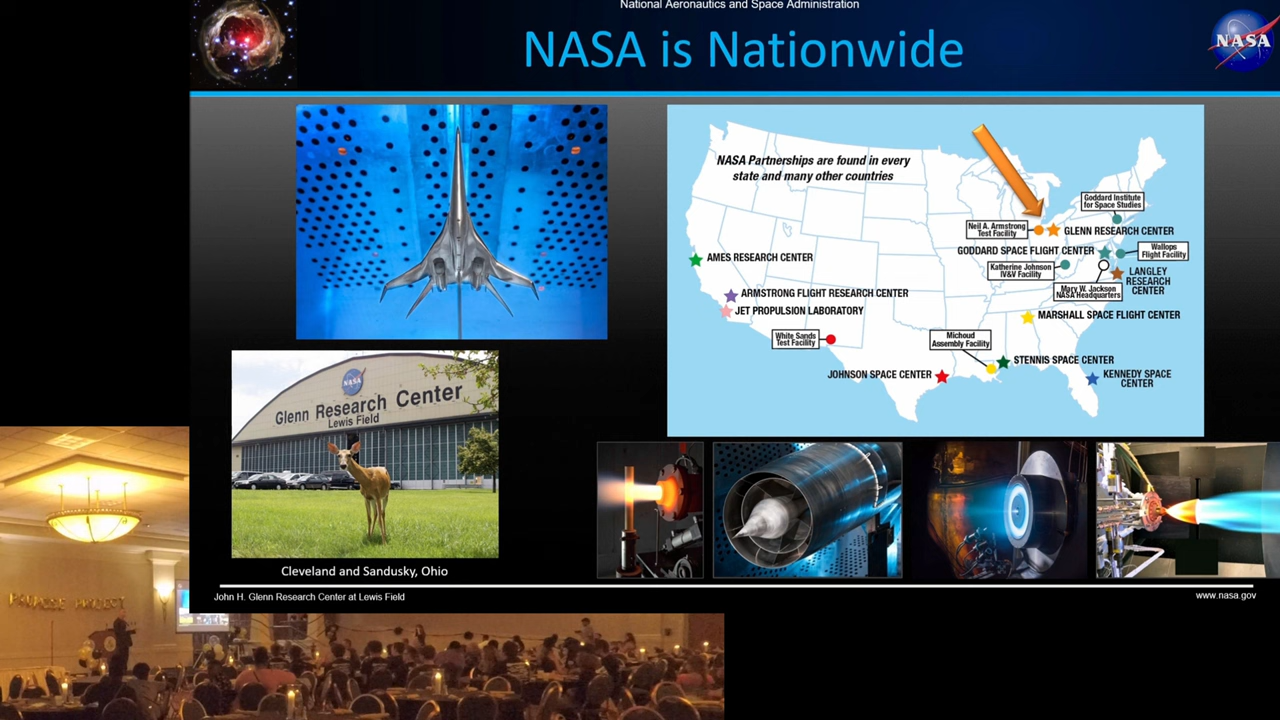 National Aeronautics and Space Administration
NASA is Nationwide
NASA
NASA Partnerships are found in every
state and many other countries
Goddard Institute
for Space Studies
Neil A. Armstrong
Test Facility
GLENN RESEARCH CENTER
GODDARD SPACE FLIGHT CENTER
Wallops
Flight Facility
Katherine Johnson
IV&V Facility
AMES RESEARCH CENTER
LANGLEY
RESEARCH
CENTER
Mary W. Jackson
NASA Headquarters
ARMSTRONG FLIGHT RESEARCH CENTER
JET PROPULSION LABORATORY
MARSHALL SPACE FLIGHT CENTER
White Sands
Test Facility
Michoud
Assembly Facility
STENNIS SPACE CENTER
JOHNSON SPACE CENTER
KENNEDY SPACE
CENTER
NASA
Glenn Research Center
Lewis Field
Cleveland and Sandusky, Ohio
John H. Glenn Research Center at Lewis Field
www.nasa.gov